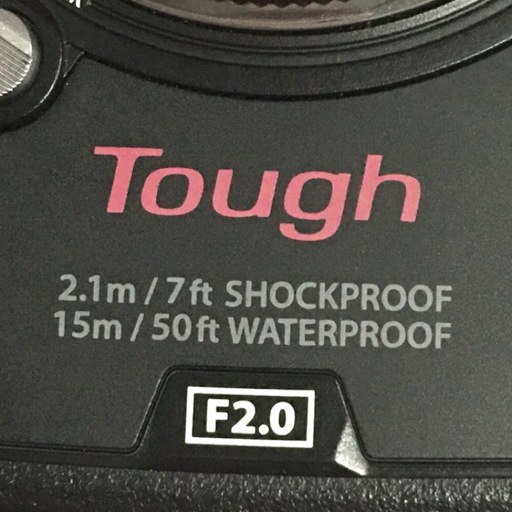 Tough
2.1m / 7ft SHOCKPROOF
15m / 50ft WATERPROOF
F2.0